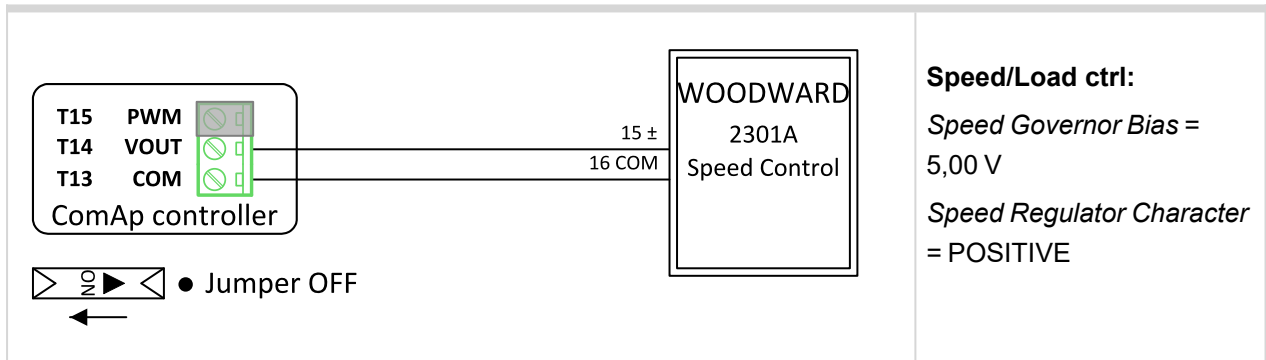 T15 PWM
T14 VOUT
T13 COM
ComAp controller
ON
Jumper OFF
15 ±
16 COM
WOODWARD
2301A
Speed Control
Speed/Load ctrl:
Speed Governor Bias =
5,00 V
Speed Regulator Character
= POSITIVE